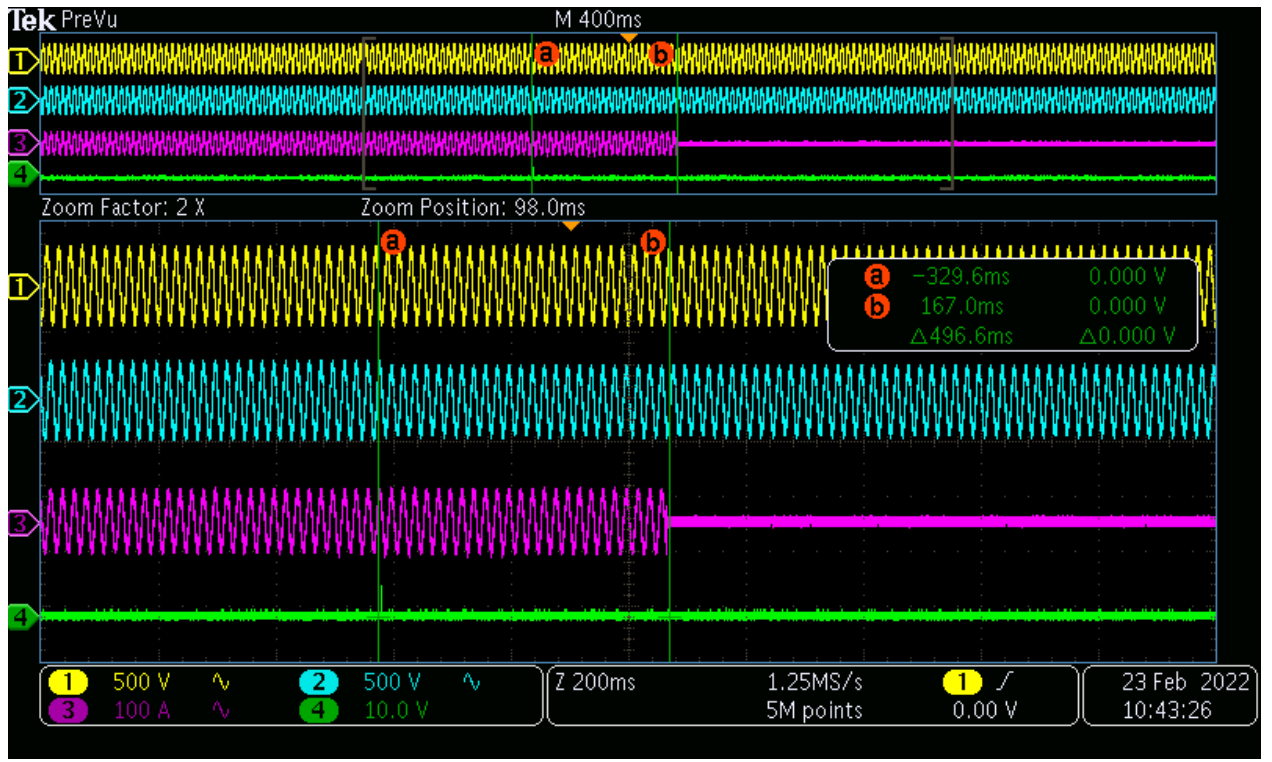 Tek PreVu M 400ms
a b
1
2
3
4
Zoom Factor: 2 X Zoom Position: 98.0ms
a b
1
a −329.6ms 0.000 V
b 167.0ms 0.000 V
△496.6ms △0.000 V
2
3
4
1 500 V 2 500 V Z 200ms 1.25MS/s 1 23 Feb 2022
3 100 A 4 10.0 V 5M points 0.00 V 10:43:26